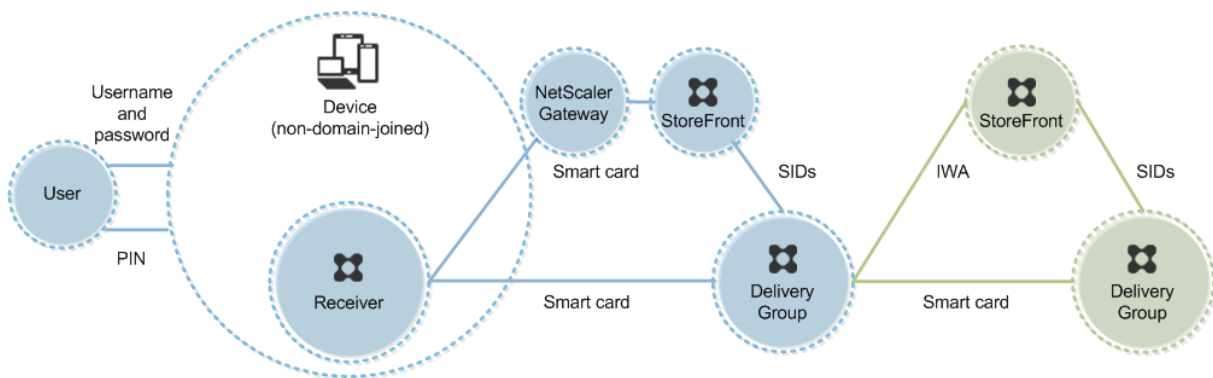 Username
and
password
User
PIN
Device
(non-domain-joined)
Receiver
NetScaler
Gateway
StoreFront
Smart card
SIDs
Smart card
Delivery
Group
StoreFront
IWA
SIDs
Smart card
Delivery
Group